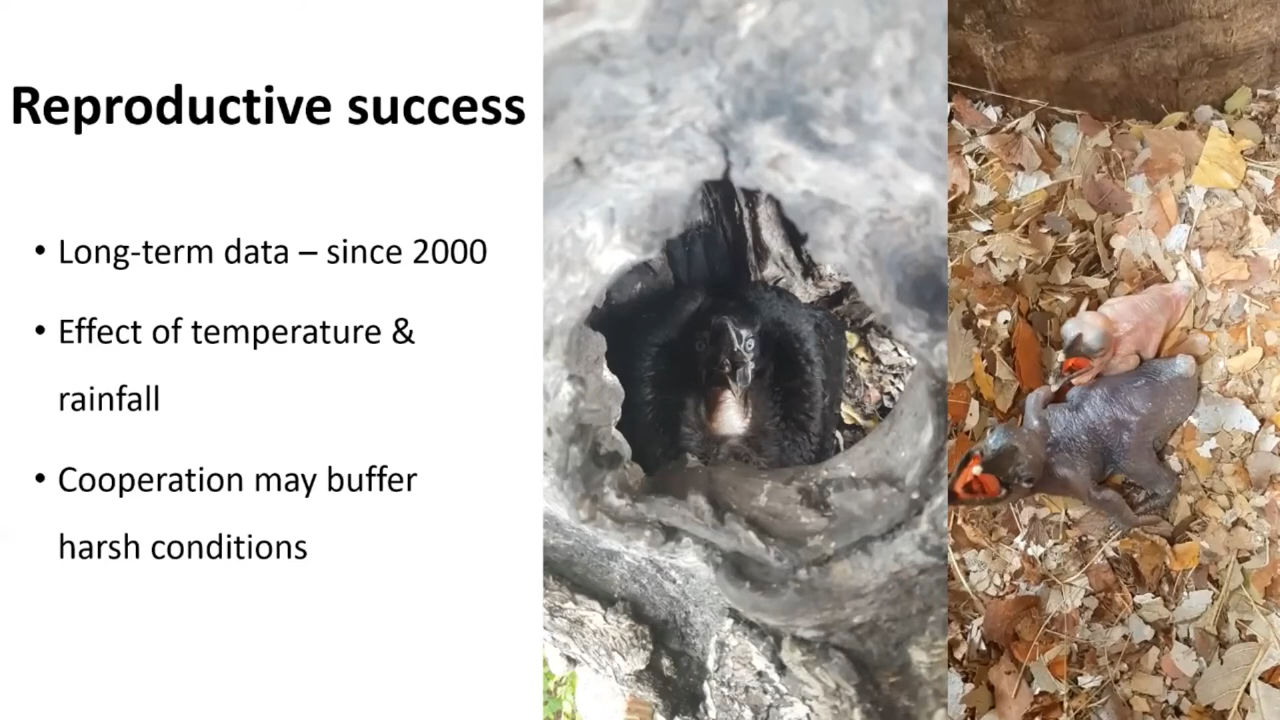 Reproductive success
• Long-term data – since 2000
• Effect of temperature &
rainfall
• Cooperation may buffer
harsh conditions